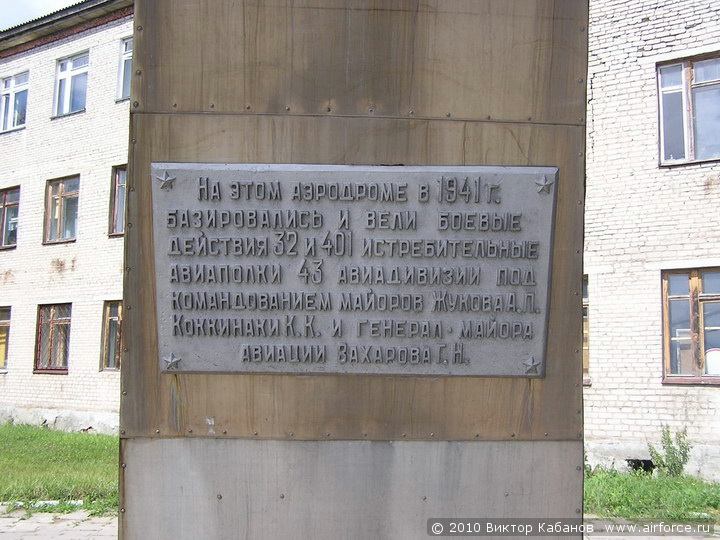 На этом аэродроме в 1941 г.
базировались и вели боевые
действия 32 и 401 истребительные
авиаполки 43 авиадивизии под
командованием майоров Жукова А.П.
Коккинаки К.К. и генерал-майора
авиации Захарова Г.Н.
© 2010 Виктор Кабанов www.airforce.ru